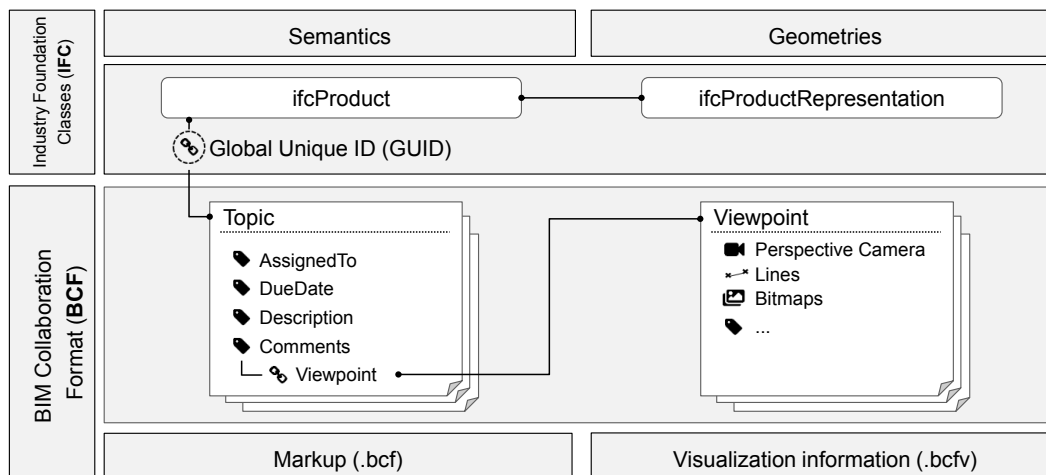 Industry Foundation
Classes (IFC)
Semantics
Geometries
ifcProduct
ifcProductRepresentation
Global Unique ID (GUID)
BIM Collaboration
Format (BCF)
Topic
AssignedTo
DueDate
Description
Comments
Viewpoint
Viewpoint
Perspective Camera
Lines
Bitmaps
...
Markup (.bcf)
Visualization information (.bcfv)